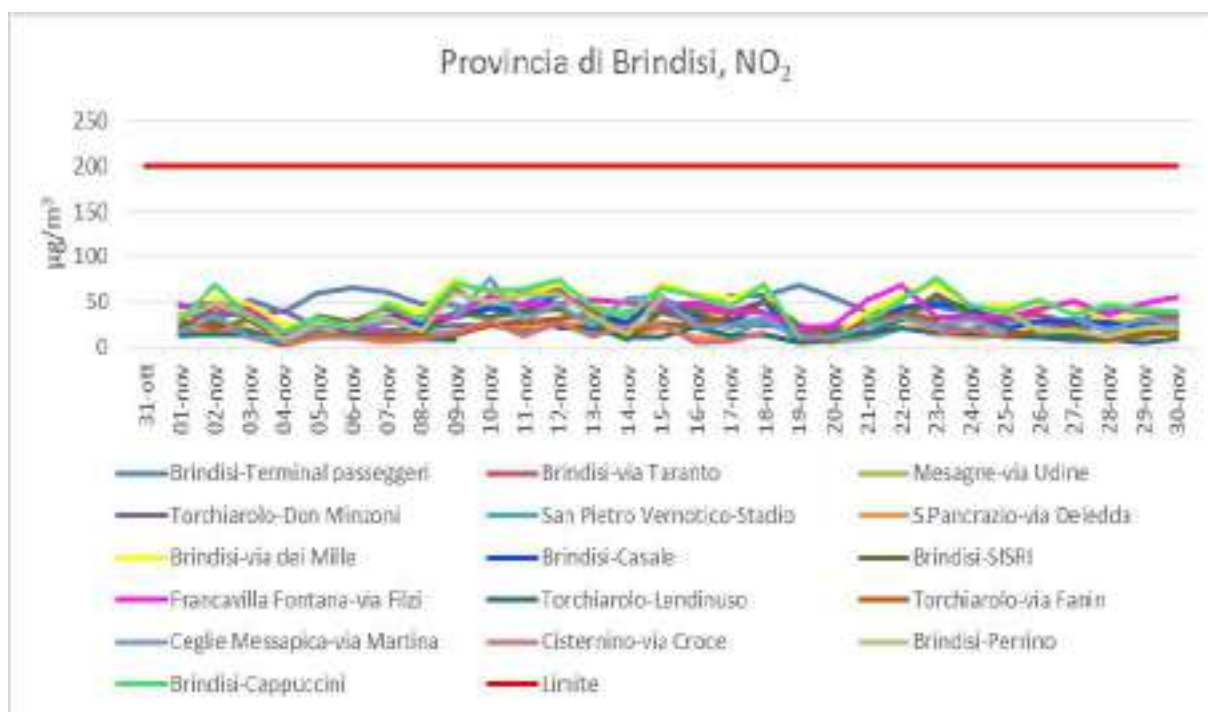 Provincia di Brindisi, NO₂
µg/m³
250
200
150
100
50
0
31-ott
01-nov
02-nov
03-nov
04-nov
05-nov
06-nov
07-nov
08-nov
09-nov
10-nov
11-nov
12-nov
13-nov
14-nov
15-nov
16-nov
17-nov
18-nov
19-nov
20-nov
21-nov
22-nov
23-nov
24-nov
25-nov
26-nov
27-nov
28-nov
29-nov
30-nov
Brindisi-Terminal passeggeri
Brindisi-via Taranto
Mesagne-via Udine
Torchiarolo-Don Minzoni
San Pietro Vernotico-Stadio
S.Pancrazio-via Deledda
Brindisi-via dei Mille
Brindisi-Casale
Brindisi-SISRI
Francavilla Fontana-via Filzi
Torchiarolo-Lendinuso
Torchiarolo-via Fanin
Ceglie Messapica-via Martina
Cisternino-via Croce
Brindisi-Perrino
Brindisi-Cappuccini
Limite